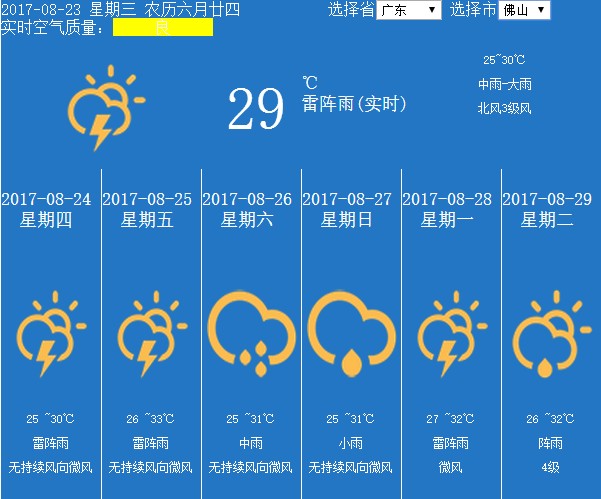 2017-08-23 星期三 农历六月廿四 选择省 广东 选择市 佛山
实时空气质量： 良
29
℃
雷阵雨(实时)
25~30℃
中雨-大雨
北风3级风
2017-08-24
星期四
25 ~30℃
雷阵雨
无持续风向微风
2017-08-25
星期五
26 ~33℃
雷阵雨
无持续风向微风
2017-08-26
星期六
25 ~31℃
中雨
无持续风向微风
2017-08-27
星期日
25 ~31℃
小雨
无持续风向微风
2017-08-28
星期一
27 ~32℃
雷阵雨
微风
2017-08-29
星期二
26 ~32℃
阵雨
4级